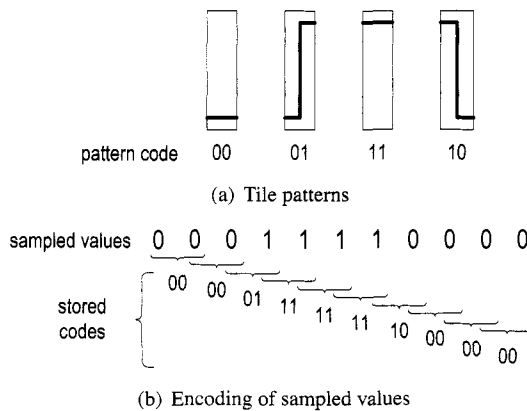 pattern code 00 01 11 10
(a) Tile patterns
sampled values 0 0 0 1 1 1 1 0 0 0 0
stored codes
00 00 01 11 11 11 10 00 00 00
(b) Encoding of sampled values